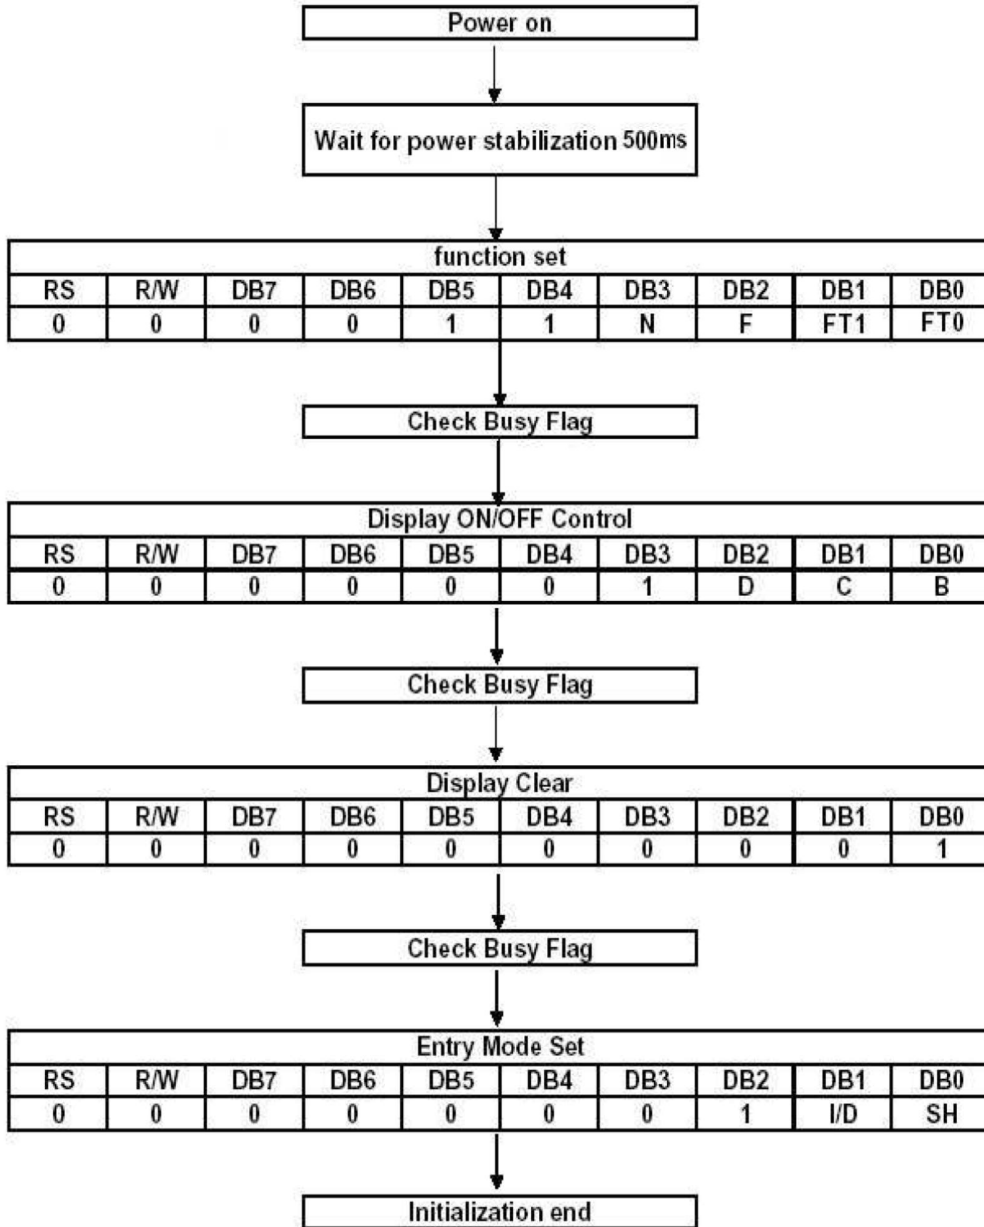 Power on
Wait for power stabilization 500ms
function set
RS R/W DB7 DB6 DB5 DB4 DB3 DB2 DB1 DB0
0 0 0 0 1 1 N F FT1 FT0
Check Busy Flag
Display ON/OFF Control
RS R/W DB7 DB6 DB5 DB4 DB3 DB2 DB1 DB0
0 0 0 0 0 0 1 D C B
Check Busy Flag
Display Clear
RS R/W DB7 DB6 DB5 DB4 DB3 DB2 DB1 DB0
0 0 0 0 0 0 0 0 0 1
Check Busy Flag
Entry Mode Set
RS R/W DB7 DB6 DB5 DB4 DB3 DB2 DB1 DB0
0 0 0 0 0 0 0 1 I/D SH
Initialization end